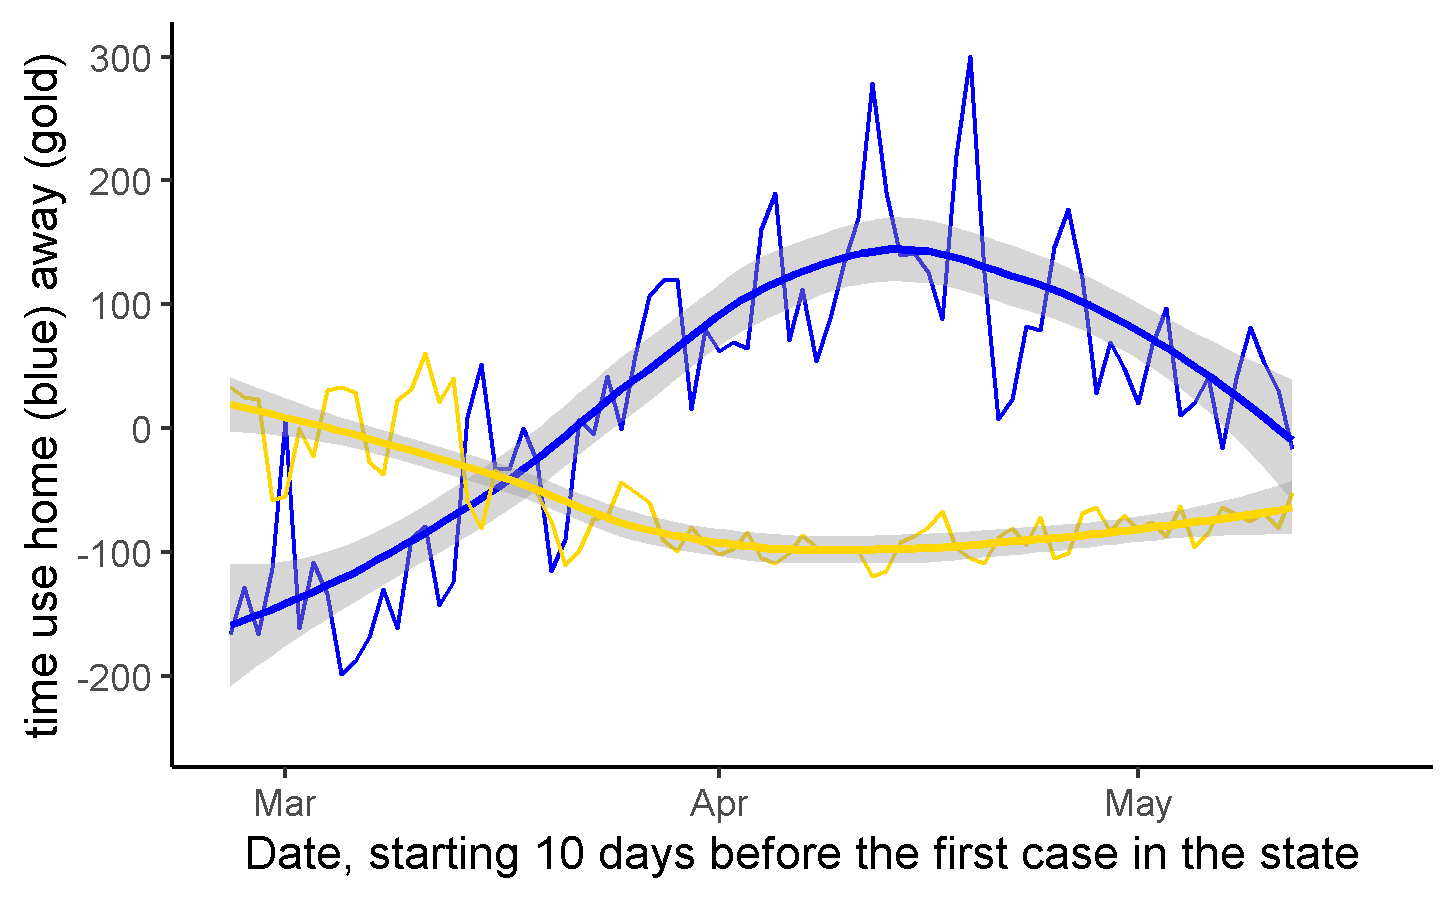 time use home (blue) away (gold)
300
200
100
0
-100
-200
Mar Apr May
Date, starting 10 days before the first case in the state